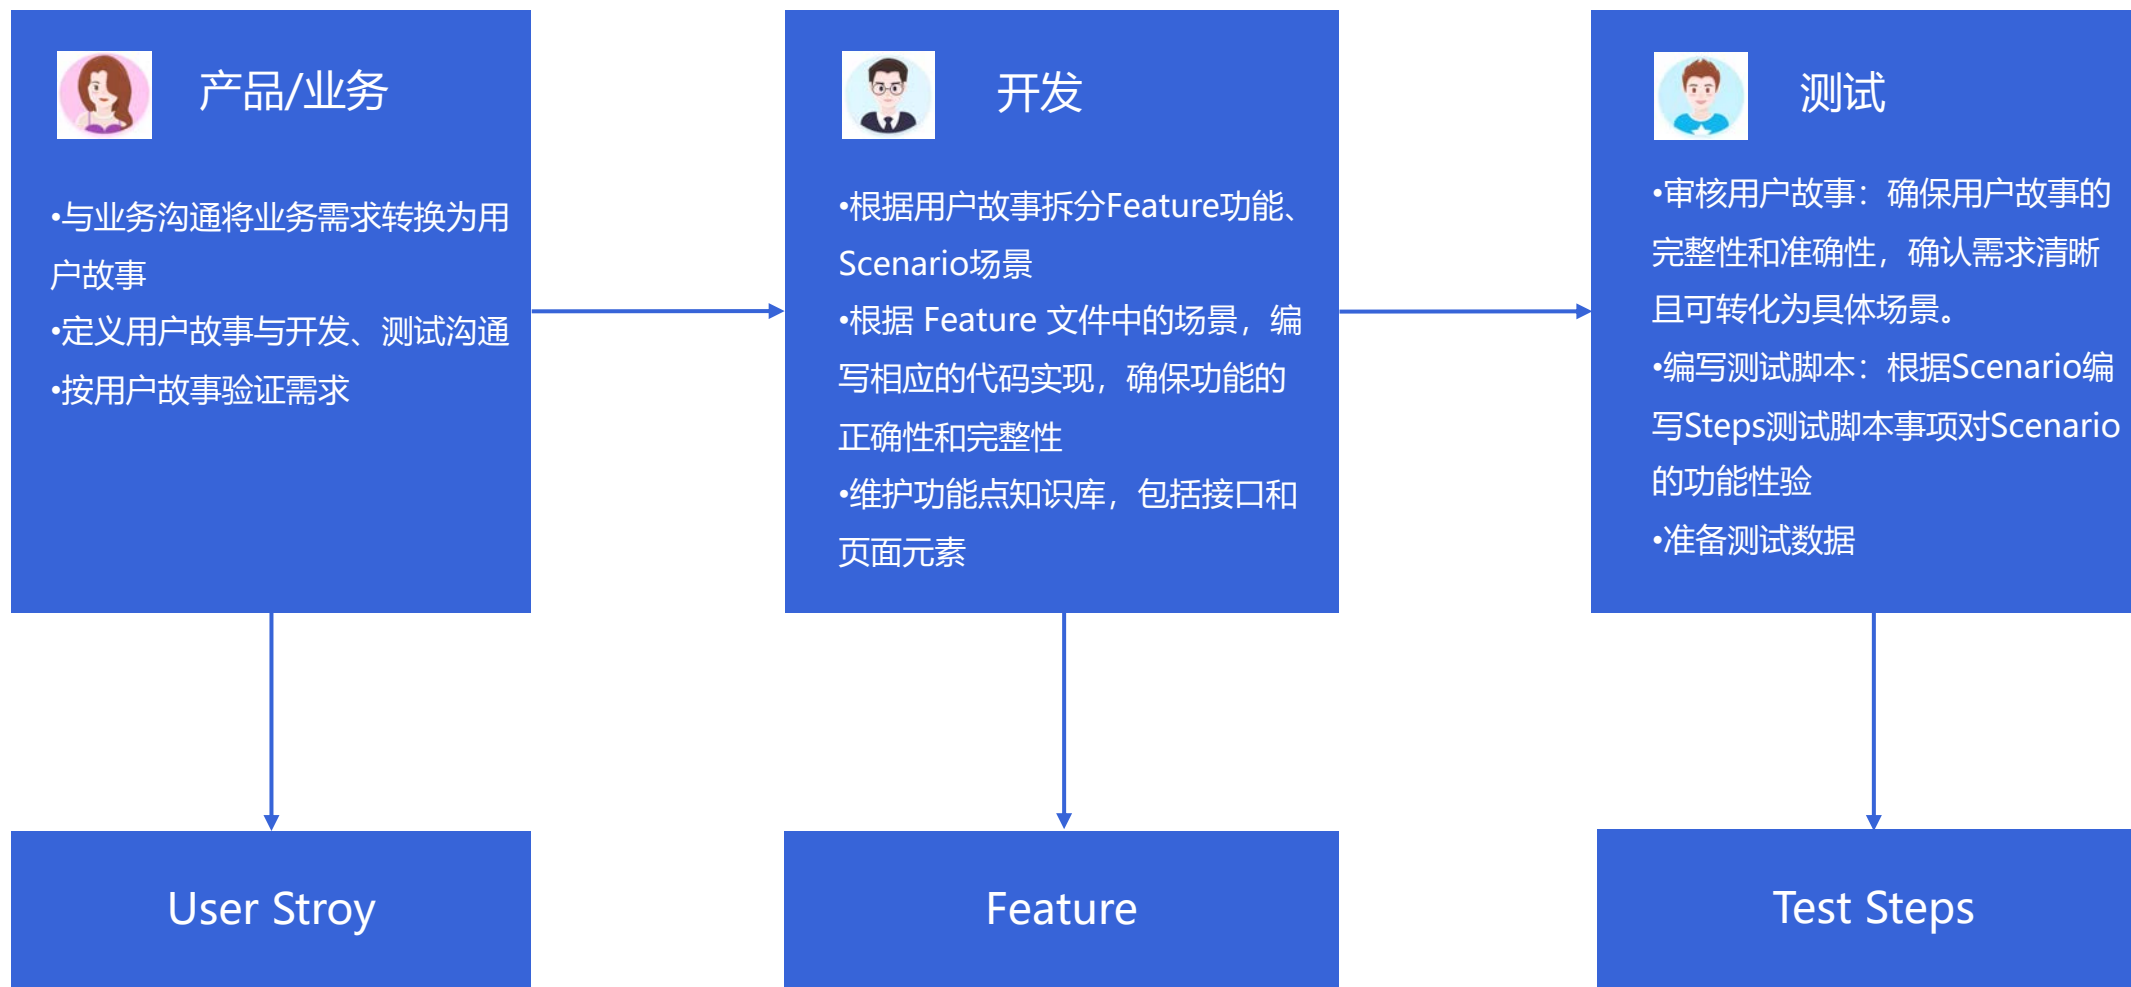 产品/业务
•与业务沟通将业务需求转换为用
户故事
•定义用户故事与开发、测试沟通
•按用户故事验证需求
开发
•根据用户故事拆分Feature功能、
Scenario场景
•根据 Feature 文件中的场景，编
写相应的代码实现，确保功能的
正确性和完整性
•维护功能点知识库，包括接口和
页面元素
测试
•审核用户故事：确保用户故事的
完整性和准确性，确认需求清晰
且可转化为具体场景。
•编写测试脚本：根据Scenario编
写Steps测试脚本事项对Scenario
的功能性验
•准备测试数据
User Stroy
Feature
Test Steps